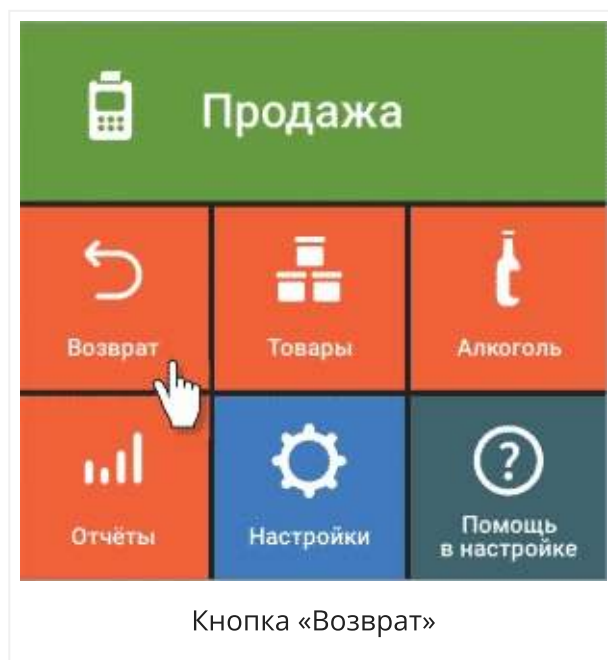 Продажа
Возврат
Товары
Алкоголь
Отчёты
Настройки
Помощь
в настройке
Кнопка «Возврат»